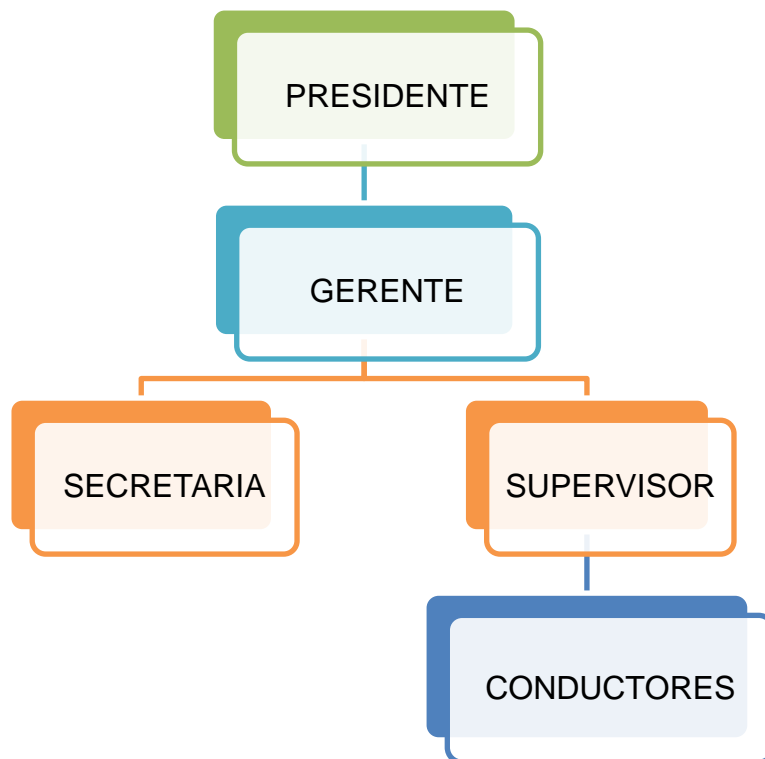 PRESIDENTE
GERENTE
SECRETARIA
SUPERVISOR
CONDUCTORES